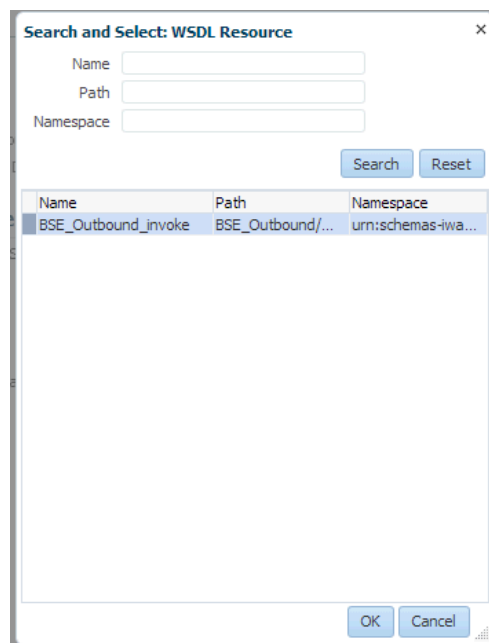 Search and Select: WSDL Resource ×
Name
Path
Namespace
Search Reset
Name Path Namespace
BSE_Outbound_invoke BSE_Outbound/... urn:schemas-iwa...
OK Cancel